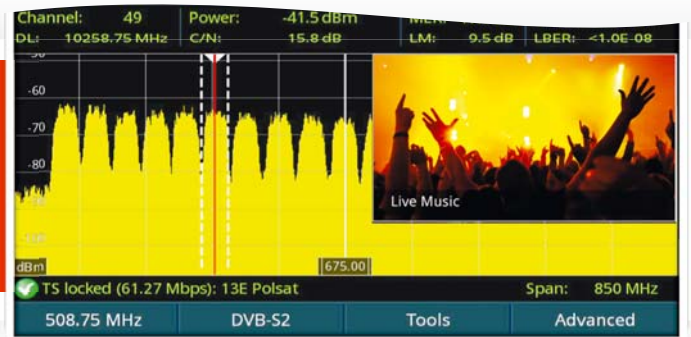 Channel: 49 Power: -41.5 dBm
DL: 10258.75 MHz C/N: 15.8 dB LM: 9.5 dB LBER: <1.0E-08
-60
-70
-80
Live Music
dBm 675.00
TS locked (61.27 Mbps): 13E Polsat Span: 850 MHz
508.75 MHz DVB-S2 Tools Advanced